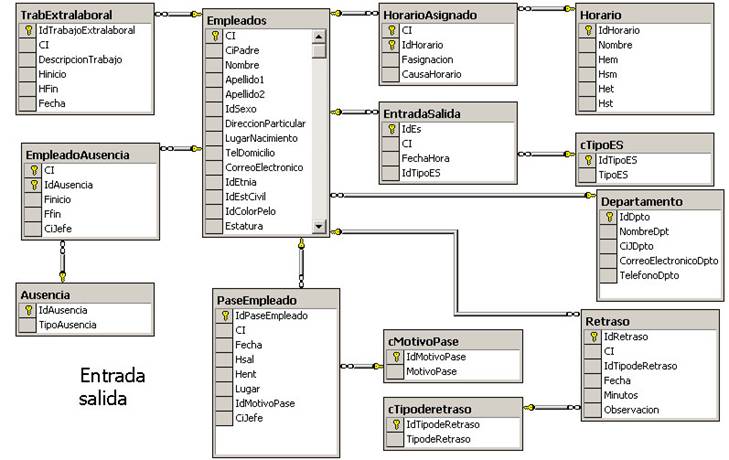 TrabExtralaboral
IdTrabajoExtralaboral
CI
DescripcionTrabajo
Hinicio
HFin
Fecha
Empleados
CI
CiPadre
Nombre
Apellido1
Apellido2
IdSexo
DireccionParticular
LugarNacimiento
TelDomicilio
CorreoElectronico
IdEtnia
IdEstCivil
IdColorPelo
Estatura
HorarioAsignado
CI
IdHorario
Fasignacion
CausaHorario
Horario
IdHorario
Nombre
Hem
Hsm
Het
Hst
EntradaSalida
IdEs
CI
FechaHora
IdTipoES
cTipoES
IdTipoES
TipoES
EmpleadoAusencia
CI
IdAusencia
Finicio
Ffin
CiJefe
Departamento
IdDpto
NombreDpt
CiJDpto
CorreoElectronicoDpto
TelefonoDpto
Ausencia
IdAusencia
TipoAusencia
PaseEmpleado
IdPaseEmpleado
CI
Fecha
Hsal
Hent
Lugar
IdMotivoPase
CiJefe
cMotivoPase
IdMotivoPase
MotivoPase
Retraso
IdRetraso
CI
IdTipodeRetraso
Fecha
Minutos
Observacion
cTipoderetraso
IdTipodeRetraso
TipodeRetraso
Entrada
salida